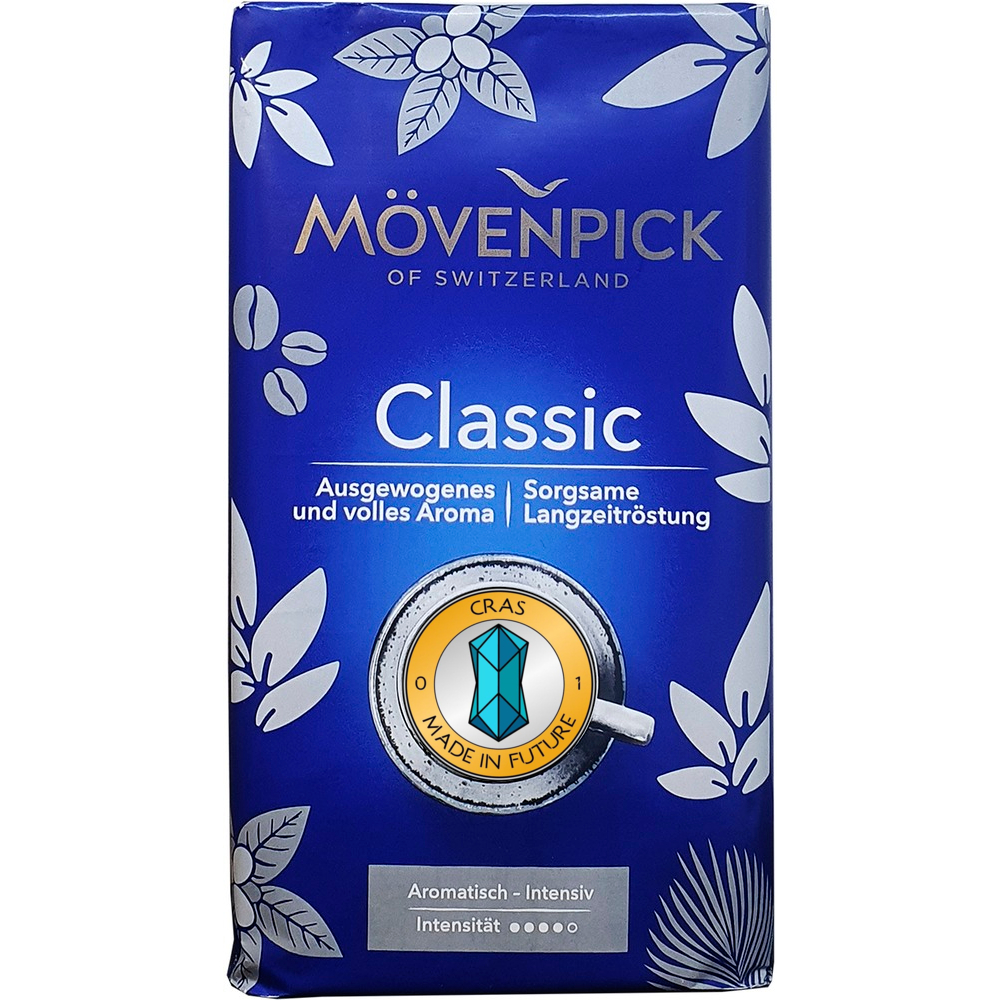 MÖVENPICK
OF SWITZERLAND
Classic
Ausgewogenes
und volles Aroma
Sorgsame
Langzeitröstung
CRAS
0 1
MADE IN FUTURE
Aromatisch - Intensiv
Intensität